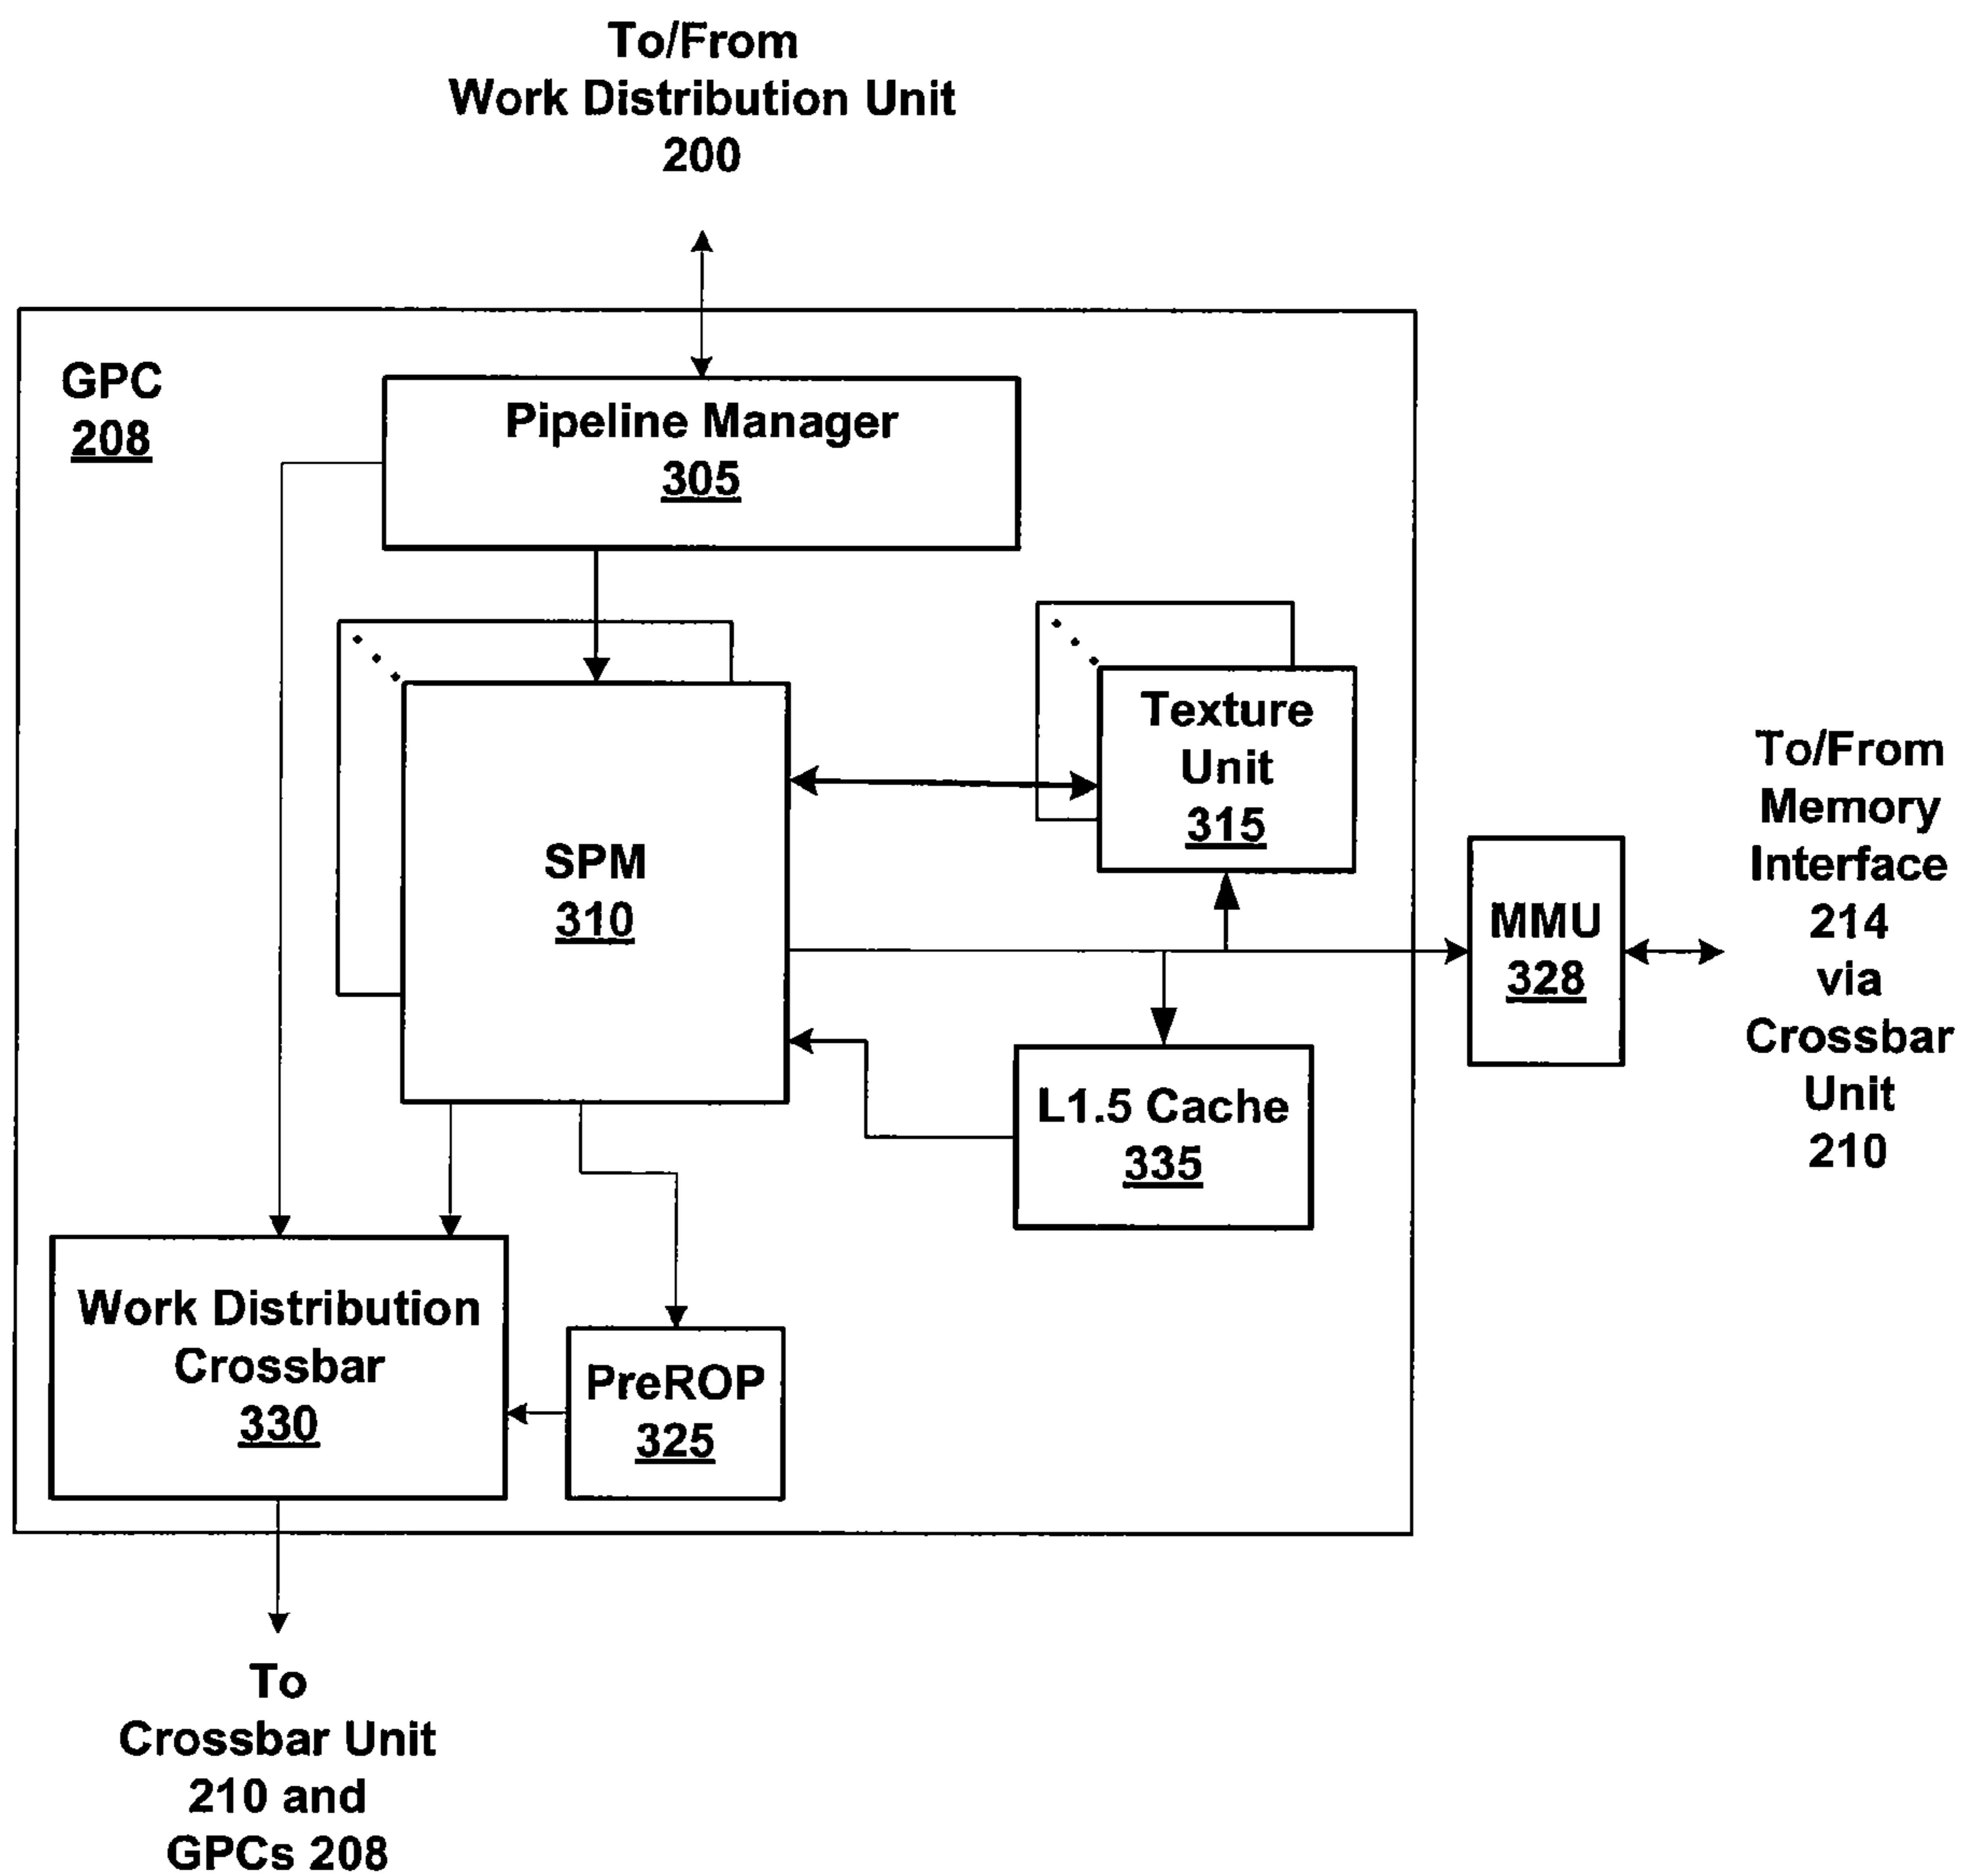 To/From
Work Distribution Unit
200
GPC
208
Pipeline Manager
305
Texture
Unit
315
SPM
310
To/From
Memory
Interface
214
via
Crossbar
Unit
210
MMU
328
L1.5 Cache
335
Work Distribution
Crossbar
330
PreROP
325
To
Crossbar Unit
210 and
GPCs 208